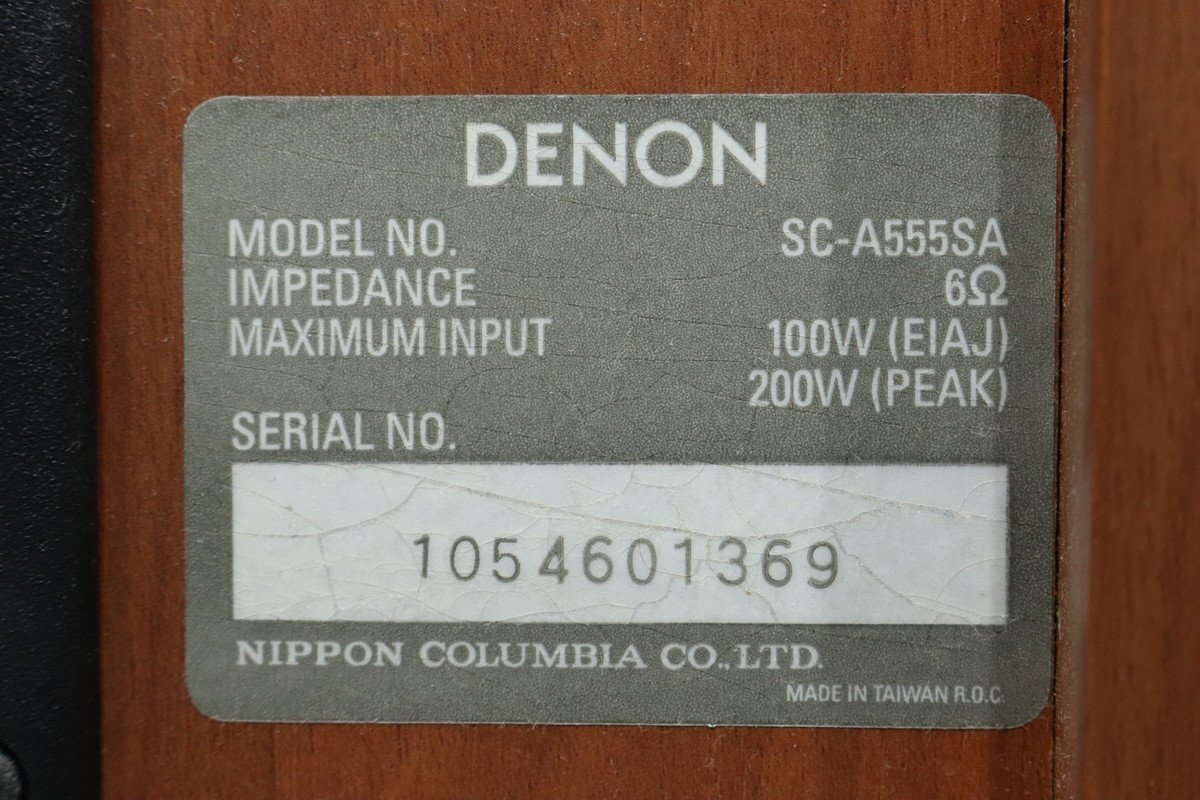 DENON
MODEL NO. SC-A555SA
IMPEDANCE 6Ω
MAXIMUM INPUT 100W (EIAJ)
200W (PEAK)
SERIAL NO.
1054601369
NIPPON COLUMBIA CO.,LTD.
MADE IN TAIWAN R.O.C.